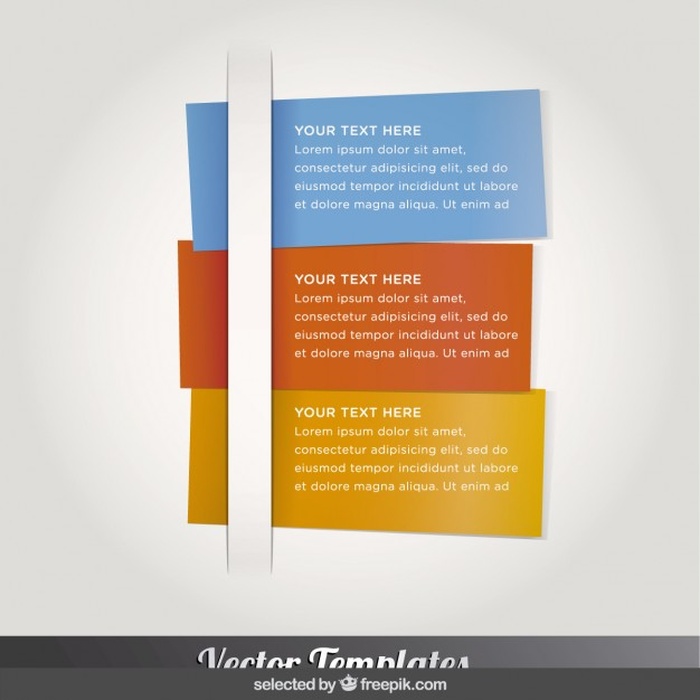 YOUR TEXT HERE
Lorem ipsum dolor sit amet,
consectetur adipisicing elit, sed do
eiusmod tempor incididunt ut labore
et dolore magna aliqua. Ut enim ad
YOUR TEXT HERE
Lorem ipsum dolor sit amet,
consectetur adipisicing elit, sed do
eiusmod tempor incididunt ut labore
et dolore magna aliqua. Ut enim ad
YOUR TEXT HERE
Lorem ipsum dolor sit amet,
consectetur adipisicing elit, sed do
eiusmod tempor incididunt ut labore
et dolore magna aliqua. Ut enim ad
Vector Templates
selected by freepik.com